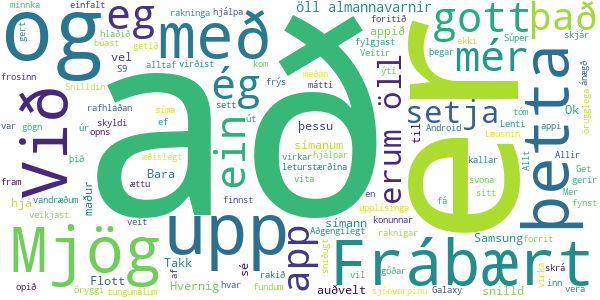 minnka
einfalt
rakninga
hjálpa
öll almannavarnir
og
eg
með
gott
það
foritið
hlaðið
búast
getið
vel
virðist
alltaf
kom
appið
fylgjast
Veitir
Súper
skjár
þegar
ekki
ánægð
gert
frosinn
S9
Snilldin
ég
frýs
meðan
mátti
mér
yti
örugglega
að
er
Við
rafhlaðan
sett
út
síma
ein
þessu
setja
til
tóm
Ok
var
gögn
úr
skyldi
ef
símanum
Android
Lenti
appi
Lausnin
opns
æðislegt
virkar
hjálpar
leturstærðina
erum öll
kallar
Allt
Allir
þetta
þið
ættu
vita
svona
Get
fram
Bara
finnst
en
fá
sitt
gerir
Mer
fynst
hjá
vandræðum
maður
veit
upplisinga
veikjast
upp
app
Aðgengilegt
konunnar
raknigar
Mjög
símann
Frábært
Samsung
forrit
virka
skrá
Takk
af
sé
sniðugt
Flott
rakið
vil
góðar
snilld
inn
opið
öryggi
Hvernig
hvar
fundum
auðvelt
sjónvarpinu
Galaxy
vera
tungumálum